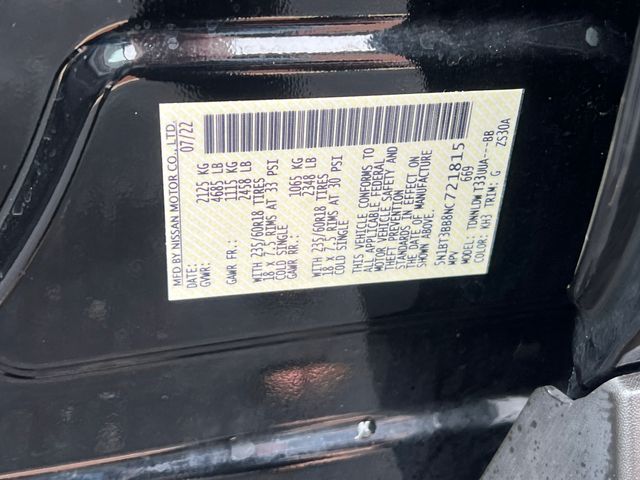 MFD BY NISSAN MOTOR CO., LTD.
DATE: 07/22
GVWR: 2125 KG
4685 LB
GAWR FR: 1115 KG
2458 LB
WITH 235/60R18 TIRES
18 X 7.5 RIMS AT 33 PSI
COLD SINGLE
GAWR RR: 1065 KG
2348 LB
WITH 235/60R18 TIRES
18 X 7.5 RIMS AT 30 PSI
COLD SINGLE
THIS VEHICLE CONFORMS TO
ALL APPLICABLE FEDERAL
MOTOR VEHICLE SAFETY AND
THEFT PREVENTION
STANDARDS IN EFFECT ON
THE DATE OF MANUFACTURE
SHOWN ABOVE.
5N1BT3BB8NC721815
MPV 669
MODEL: TDWNLDW T33UUA---BB
COLOR: KH3 TRIM: G ZS30A